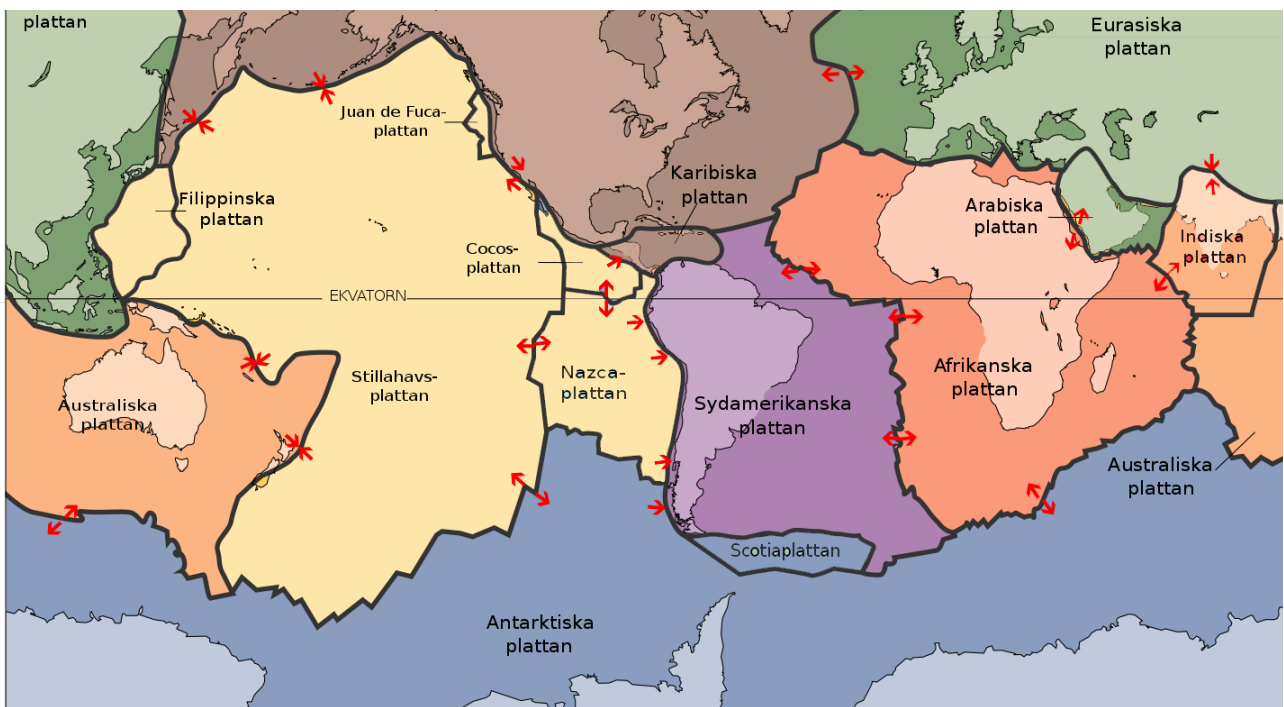 plattan
Eurasiska
plattan
Juan de Fuca-
plattan
Karibiska
plattan
Filippinska
plattan
Arabiska
plattan
Cocos-
plattan
Indiska
plattan
EKVATORN
Nazca-
plattan
Stillahavs-
plattan
Afrikanska
plattan
Australiska
plattan
Sydamerikanska
plattan
Australiska
plattan
Scotiaplattan
Antarktiska
plattan